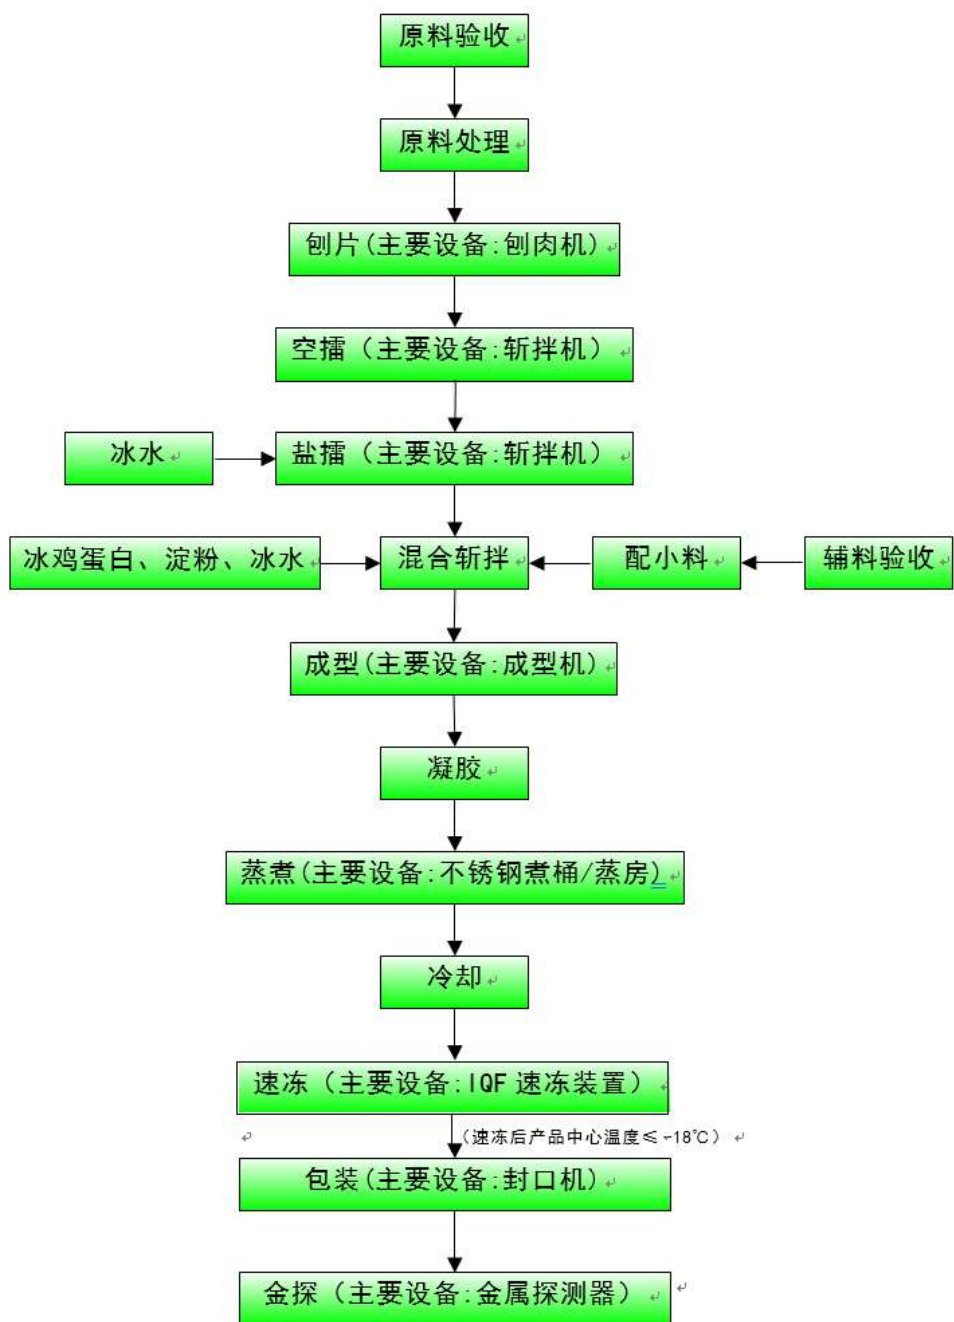 原料验收
原料处理
刨片(主要设备:刨肉机)
空擂（主要设备:斩拌机）
冰水
盐擂（主要设备:斩拌机）
冰鸡蛋白、淀粉、冰水
混合斩拌
配小料
辅料验收
成型(主要设备:成型机)
凝胶
蒸煮(主要设备:不锈钢煮桶/蒸房)
冷却
速冻（主要设备:IQF速冻装置）
（速冻后产品中心温度≤-18℃）
包装(主要设备:封口机)
金探（主要设备:金属探测器）